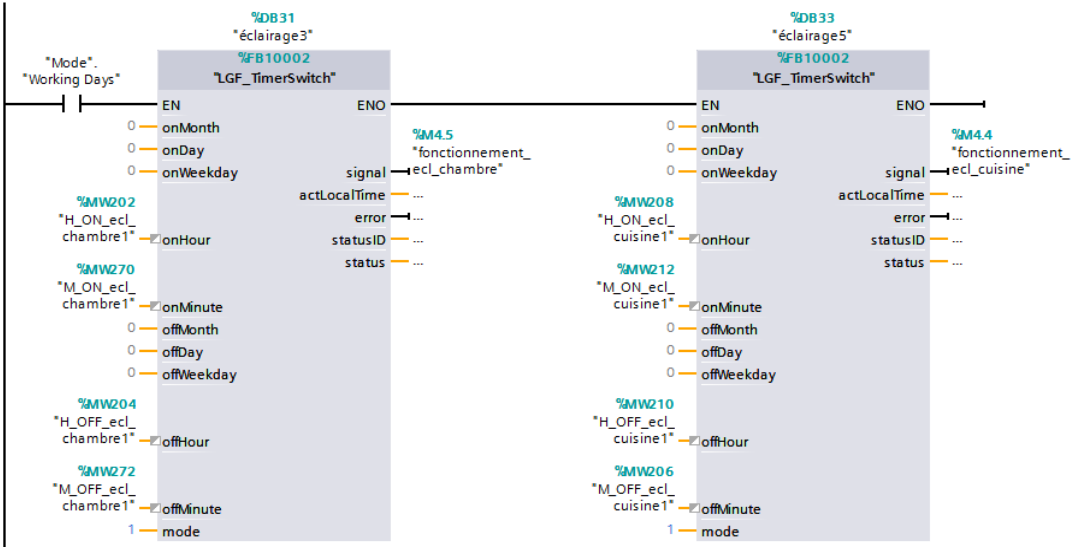 %DB31
"éclairage3"
%FB10002
"LGF_TimerSwitch"
"Mode".
"Working Days"
EN
ENO
0
onMonth
0
onDay
0
onWeekday
%MW202
"H_ON_ecl_
chambre1"
onHour
%MW270
"M_ON_ecl_
chambre1"
onMinute
0
offMonth
0
offDay
0
offWeekday
%MW204
"H_OFF_ecl_
chambre1"
offHour
%MW272
"M_OFF_ecl_
chambre1"
offMinute
1
mode
%M4.5
"fonctionnement_
ecl_chambre"
signal
actLocalTime
...
error
...
statusID
...
status
...
%DB33
"éclairage5"
%FB10002
"LGF_TimerSwitch"
EN
ENO
0
onMonth
0
onDay
0
onWeekday
%MW208
"H_ON_ecl_
cuisine1"
onHour
%MW212
"M_ON_ecl_
cuisine1"
onMinute
0
offMonth
0
offDay
0
offWeekday
%MW210
"H_OFF_ecl_
cuisine1"
offHour
%MW206
"M_OFF_ecl_
cuisine1"
offMinute
1
mode
%M4.4
"fonctionnement_
ecl_cuisine"
signal
actLocalTime
...
error
...
statusID
...
status
...